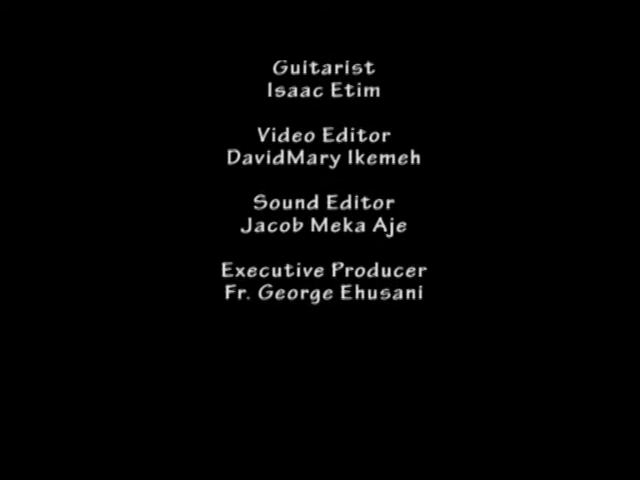 Guitarist
Isaac Etim
Video Editor
DavidMary Ikemeh
Sound Editor
Jacob Meka Aje
Executive Producer
Fr. George Ehusani